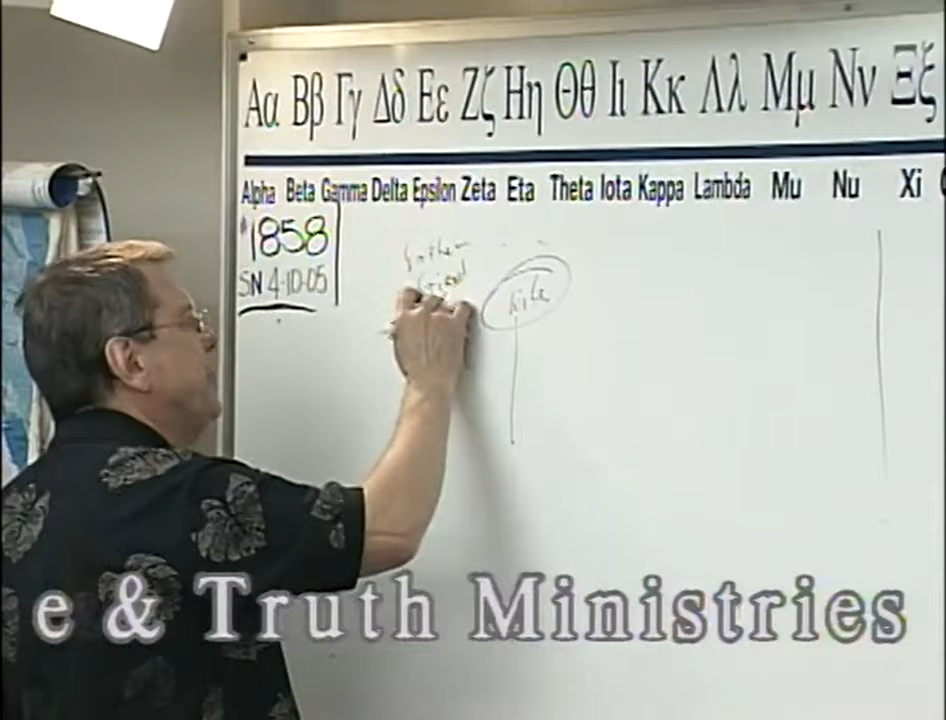 Αα Ββ Γγ Δδ Εε Ζζ Ηη Θθ Ιι Κκ Λλ Μμ Νν Ξξ
Alpha Beta Gamma Delta Epsilon Zeta Eta Theta Iota Kappa Lambda Mu Nu Xi
#1858
SN 4-10-05
e & Truth Ministries